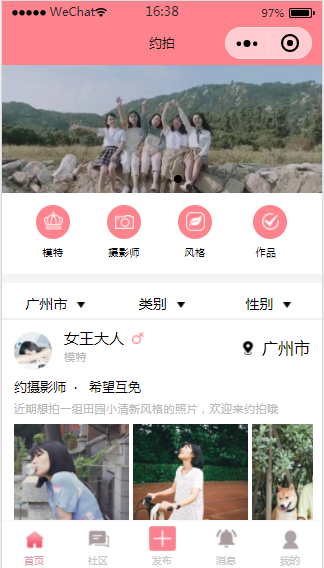 WeChat 16:38 97%
约拍
模特 摄影师 风格 作品
广州市 类别 性别
女王大人 广州市
模特
约摄影师 · 希望互免
近期想拍一组田园小清新风格的照片，欢迎来约拍哦
首页 社区 发布 消息 我的